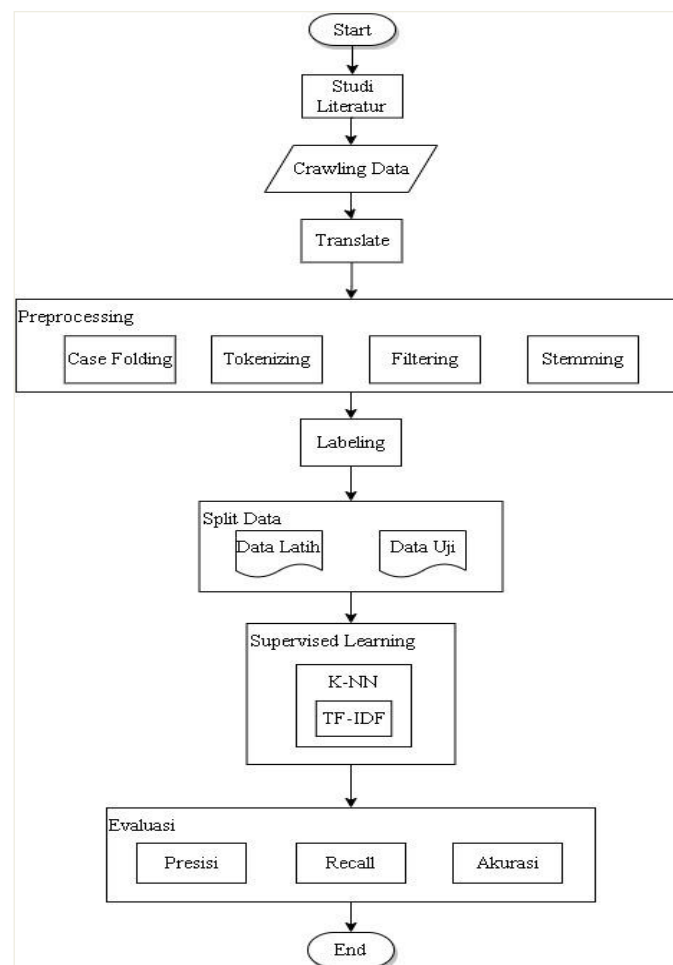 Start
Studi
Literatur
Crawling Data
Translate
Preprocessing
Case Folding
Tokenizing
Filtering
Stemming
Labeling
Split Data
Data Latih
Data Uji
Supervised Learning
K-NN
TF-IDF
Evaluasi
Presisi
Recall
Akurasi
End